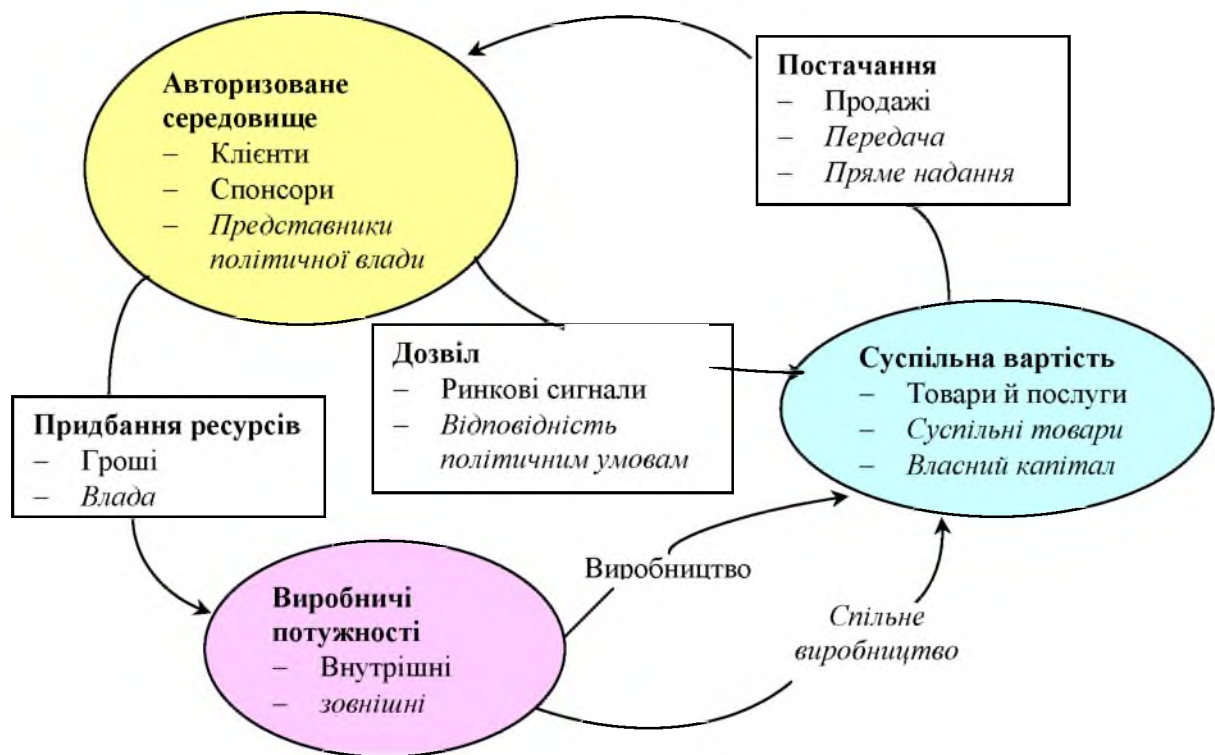 Авторизоване
середовище
– Клієнти
– Спонсори
– Представники
політичної влади
Постачання
– Продажі
– Передача
– Пряме надання
Дозвіл
– Ринкові сигнали
– Відповідність
політичним умовам
Суспільна вартість
– Товари й послуги
– Суспільні товари
– Власний капітал
Придбання ресурсів
– Гроші
– Влада
Виробничі
потужності
– Внутрішні
– зовнішні
Виробництво
Спільне
виробництво